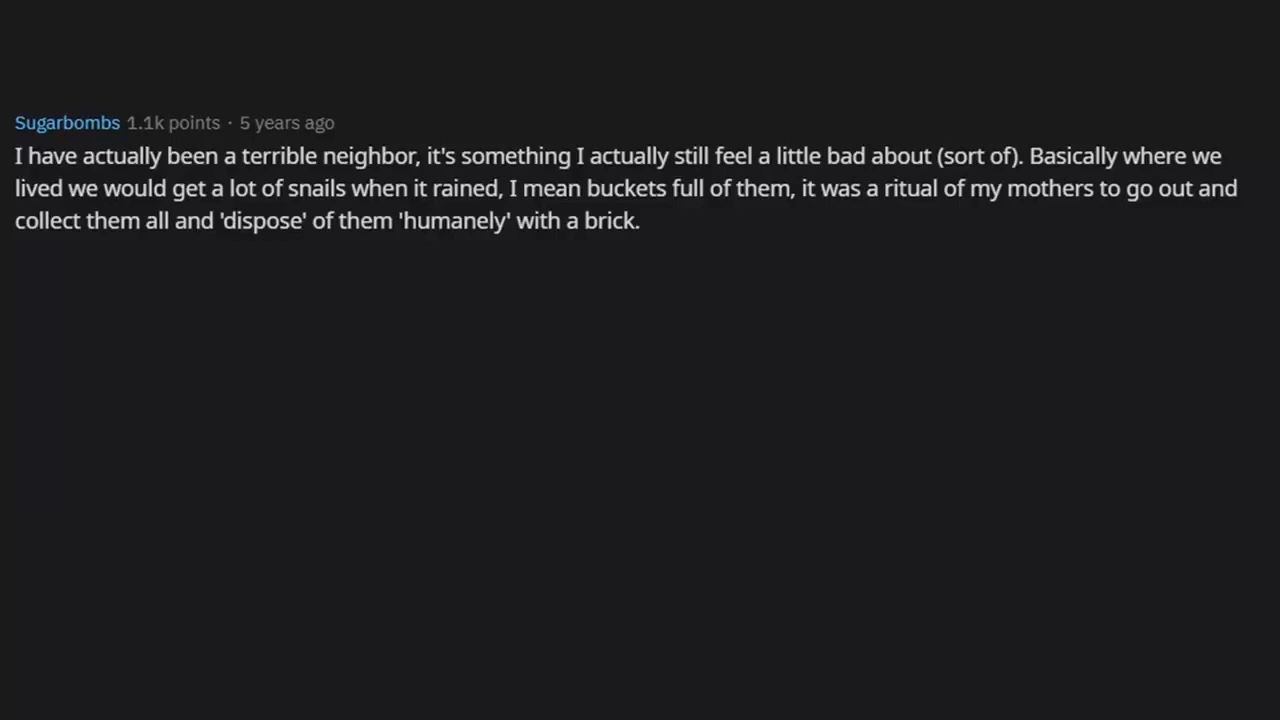 Sugarbombs 1.1k points · 5 years ago
I have actually been a terrible neighbor, it's something I actually still feel a little bad about (sort of). Basically where we
lived we would get a lot of snails when it rained, I mean buckets full of them, it was a ritual of my mothers to go out and
collect them all and 'dispose' of them 'humanely' with a brick.